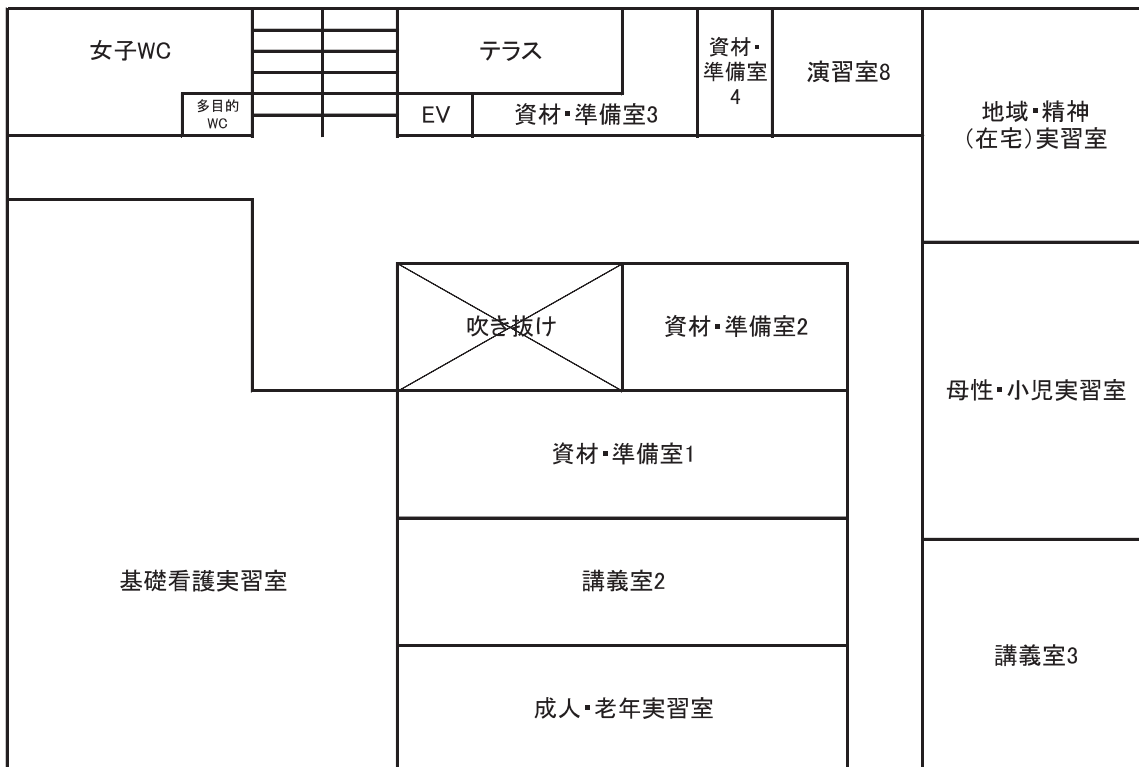 女子WC
多目的
WC
テラス
EV
資材・準備室3
資材・
準備室
4
演習室8
地域・精神
（在宅）実習室
吹き抜け
資材・準備室2
母性・小児実習室
資材・準備室1
基礎看護実習室
講義室2
講義室3
成人・老年実習室